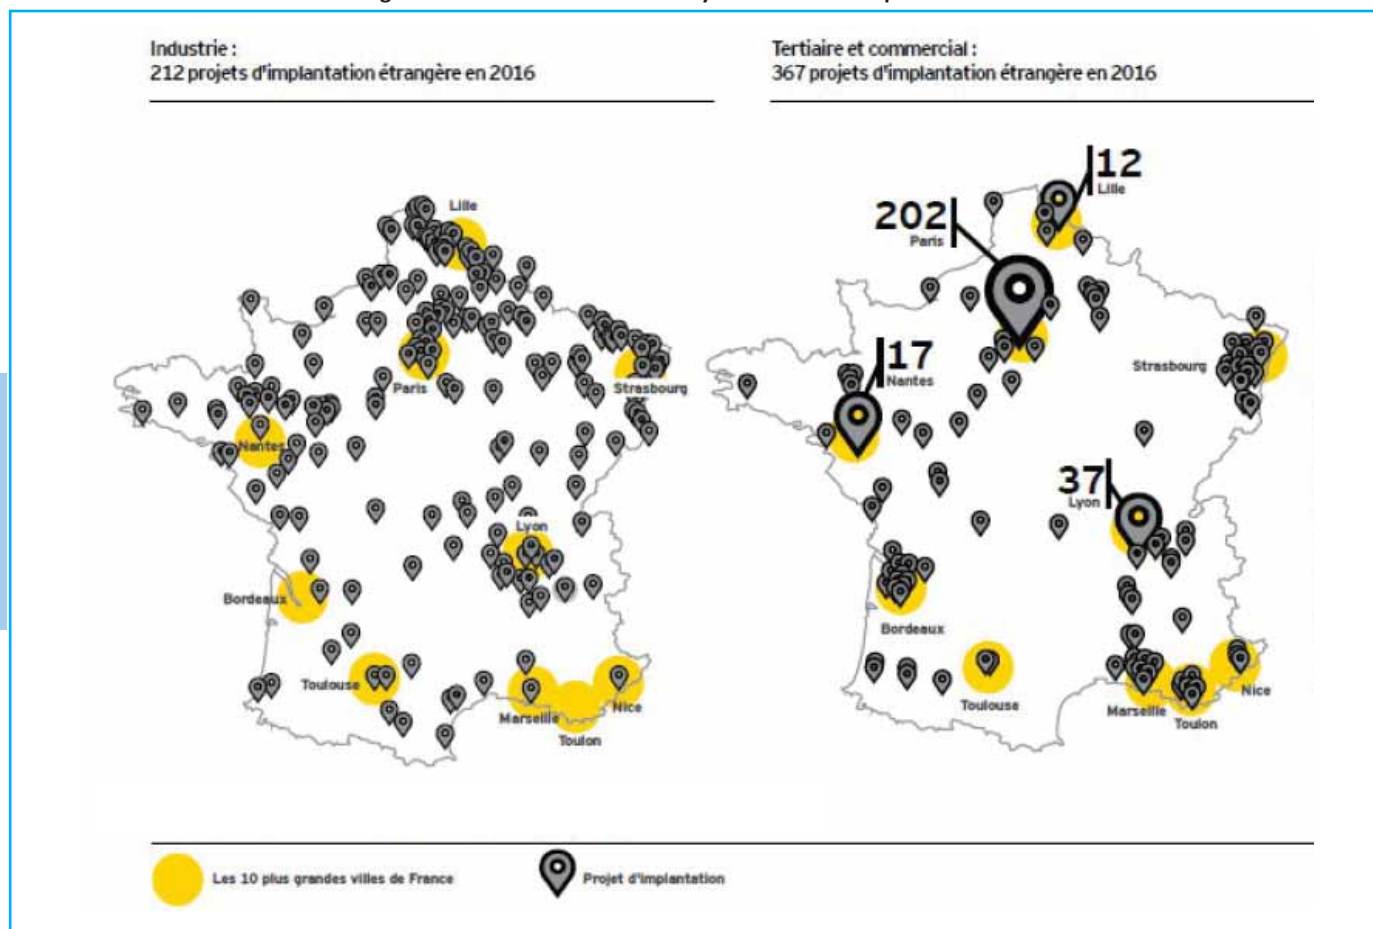 Industrie :
212 projets d'implantation étrangère en 2016
Tertiaire et commercial :
367 projets d'implantation étrangère en 2016
Lille
Paris
Strasbourg
Nantes
Lyon
Bordeaux
Toulouse
Marseille
Nice
Toulon
12
Lille
202
Paris
17
Nantes
Strasbourg
37
Lyon
Bordeaux
Toulouse
Marseille
Nice
Toulon
Les 10 plus grandes villes de France
Projet d'implantation